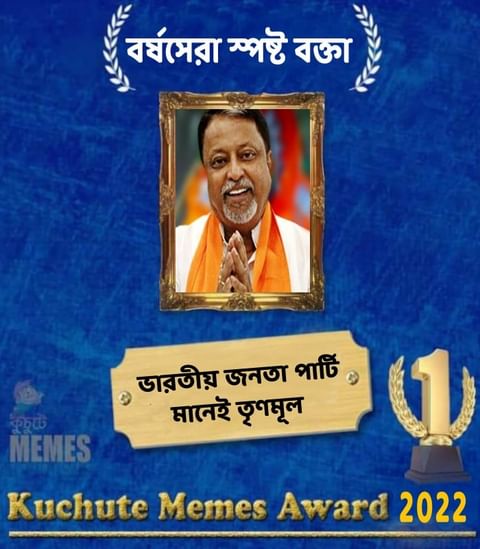 বর্ষসেরা স্পষ্ট বক্তা
ভারতীয় জনতা পার্টি
মানেই তৃণমূল
1
কুচুটে
MEMES
Kuchute Memes Award 2022